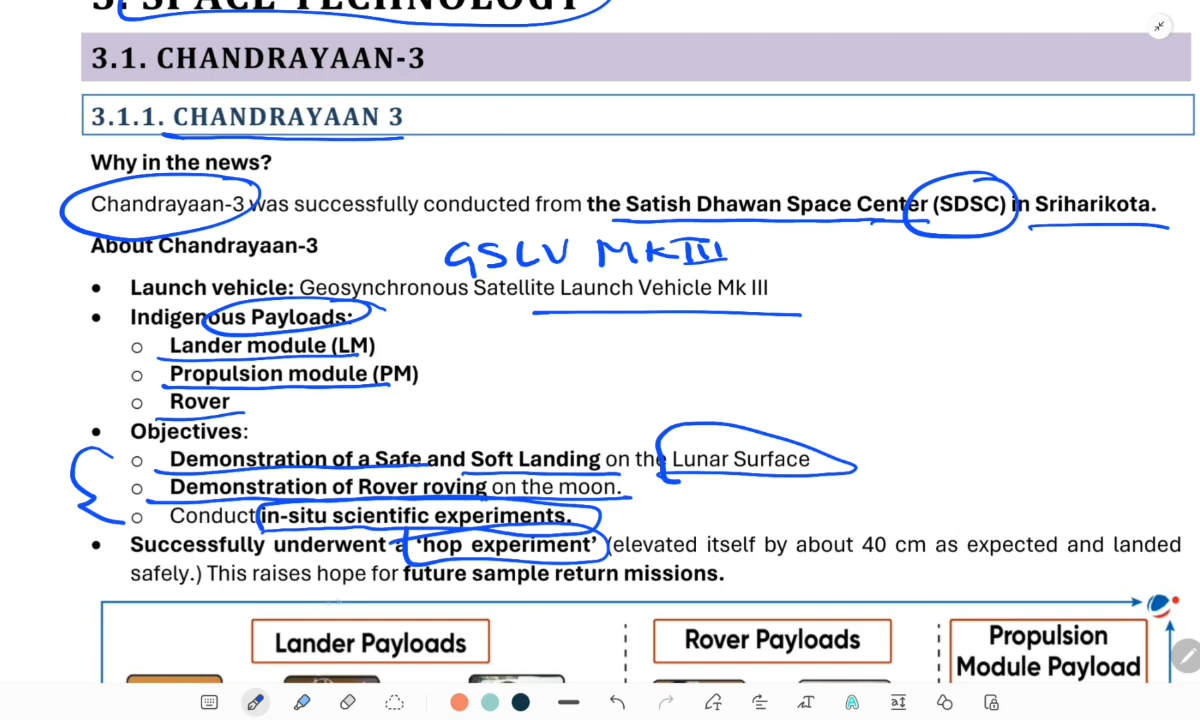 3. SPACE TECHNOLOGY
3.1. CHANDRAYAAN-3
3.1.1. CHANDRAYAAN 3
Why in the news?
Chandrayaan-3 was successfully conducted from the Satish Dhawan Space Center (SDSC) in Sriharikota.
About Chandrayaan-3
GSLV MK III
• Launch vehicle: Geosynchronous Satellite Launch Vehicle Mk III
• Indigenous Payloads:
o Lander module (LM)
o Propulsion module (PM)
o Rover
• Objectives:
o Demonstration of a Safe and Soft Landing on the Lunar Surface
o Demonstration of Rover roving on the moon.
o Conduct in-situ scientific experiments.
• Successfully underwent a ‘hop experiment’ (elevated itself by about 40 cm as expected and landed
safely.) This raises hope for future sample return missions.
Lander Payloads
Rover Payloads
Propulsion
Module Payload